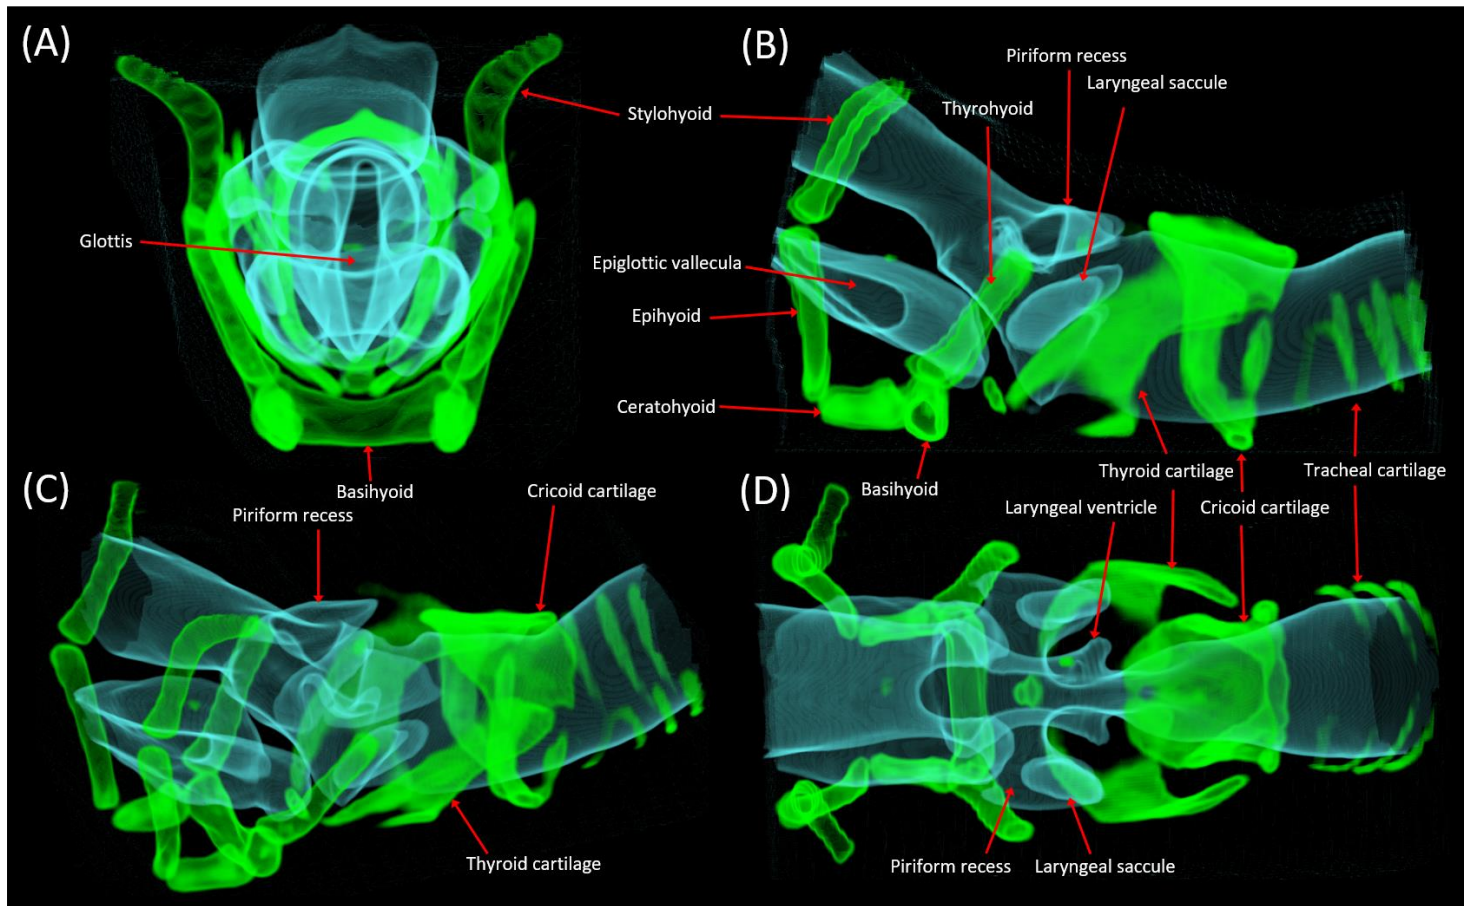 (A)
Stylohyoid
Glottis
Basihyoid
(B)
Piriform recess
Laryngeal saccule
Thyrohyoid
Epiglottic vallecula
Epihyoid
Ceratohyoid
Basihyoid
Thyroid cartilage
Tracheal cartilage
(C)
Cricoid cartilage
Piriform recess
Thyroid cartilage
(D)
Laryngeal ventricle
Cricoid cartilage
Piriform recess
Laryngeal saccule